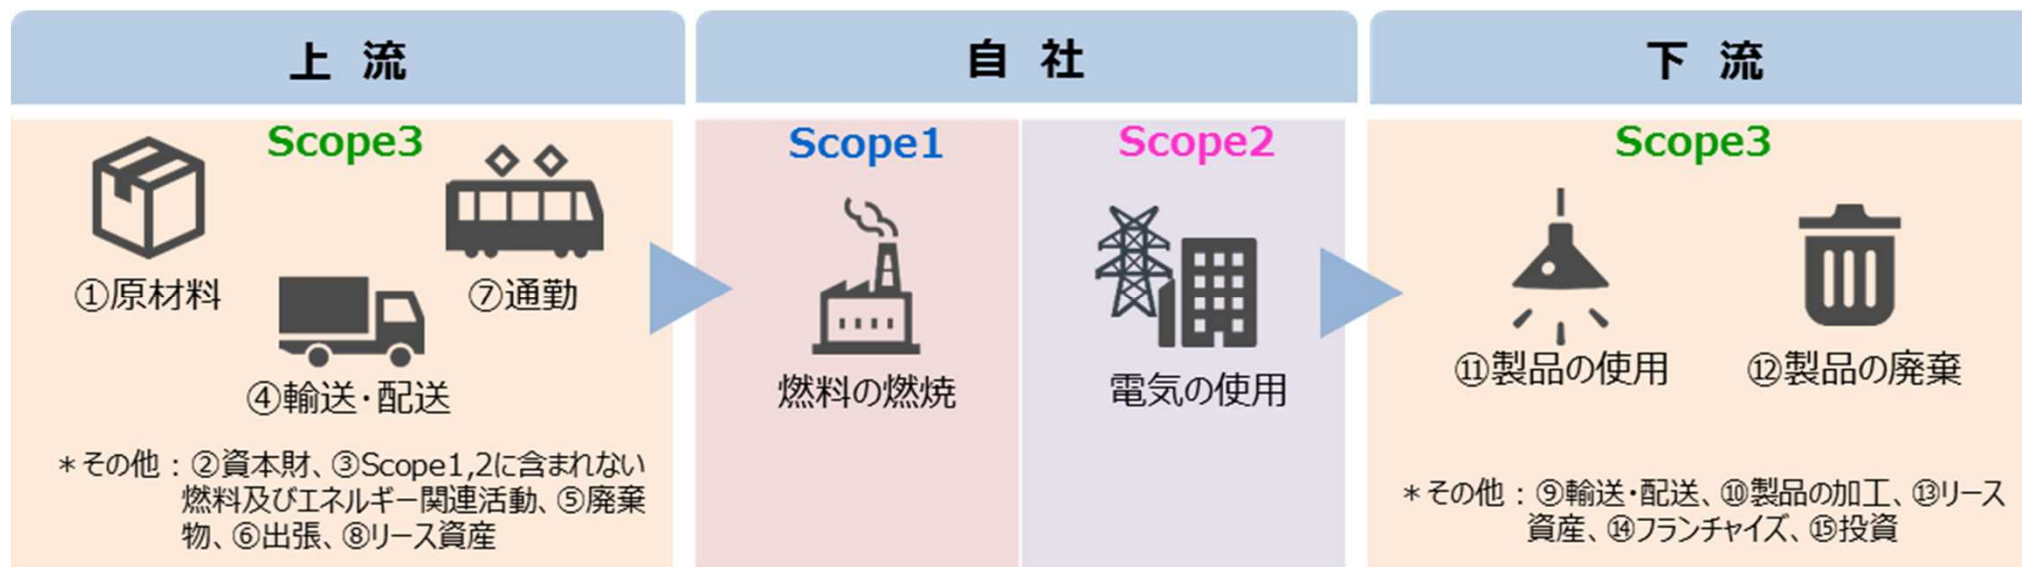 上 流
自 社
下 流
Scope3
①原材料
⑦通勤
④輸送・配送
＊その他：②資本財、③Scope1,2に含まれない
燃料及びエネルギー関連活動、⑤廃棄
物、⑥出張、⑧リース資産
Scope1
燃料の燃焼
Scope2
電気の使用
Scope3
⑪製品の使用
⑫製品の廃棄
＊その他：⑨輸送・配送、⑩製品の加工、⑬リース
資産、⑭フランチャイズ、⑮投資